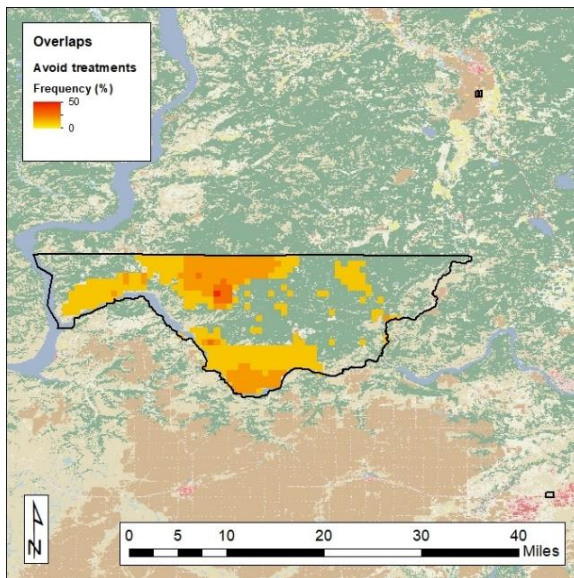 Overlaps
Avoid treatments
Frequency (%)
50
0
N
0 5 10 20 30 40
Miles